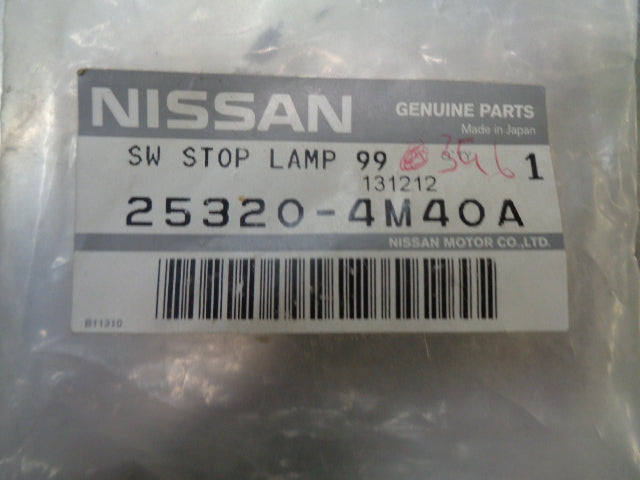 NISSAN
GENUINE PARTS
Made in Japan
SW STOP LAMP 99 1
131212
25320-4M40A
NISSAN MOTOR CO.,LTD.
B11310